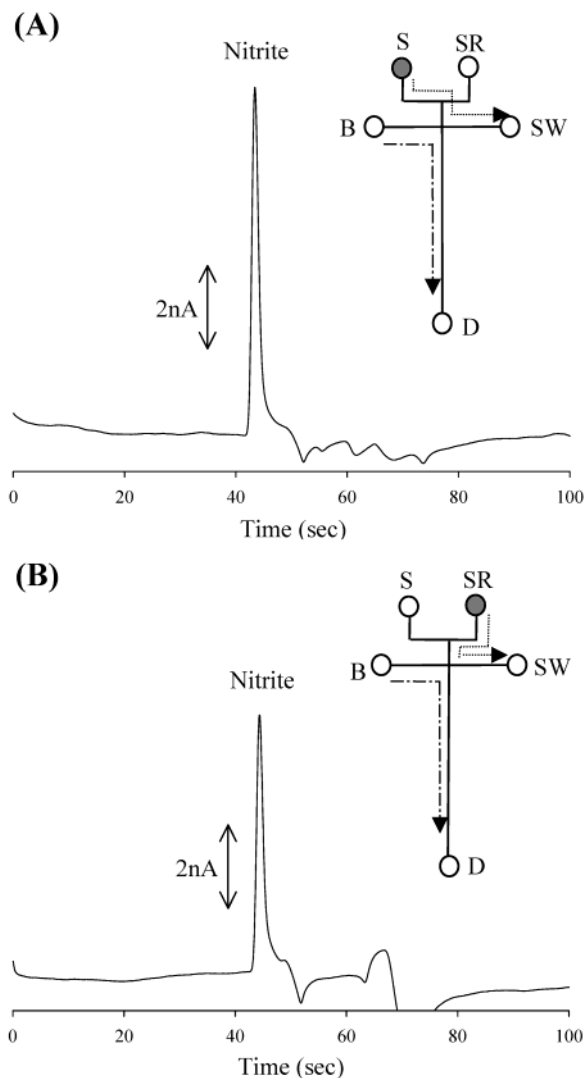 (A)
Nitrite
S
SR
B
SW
D
2nA
0 20 40 60 80 100
Time (sec)
(B)
Nitrite
S
SR
B
SW
D
2nA
0 20 40 60 80 100
Time (sec)